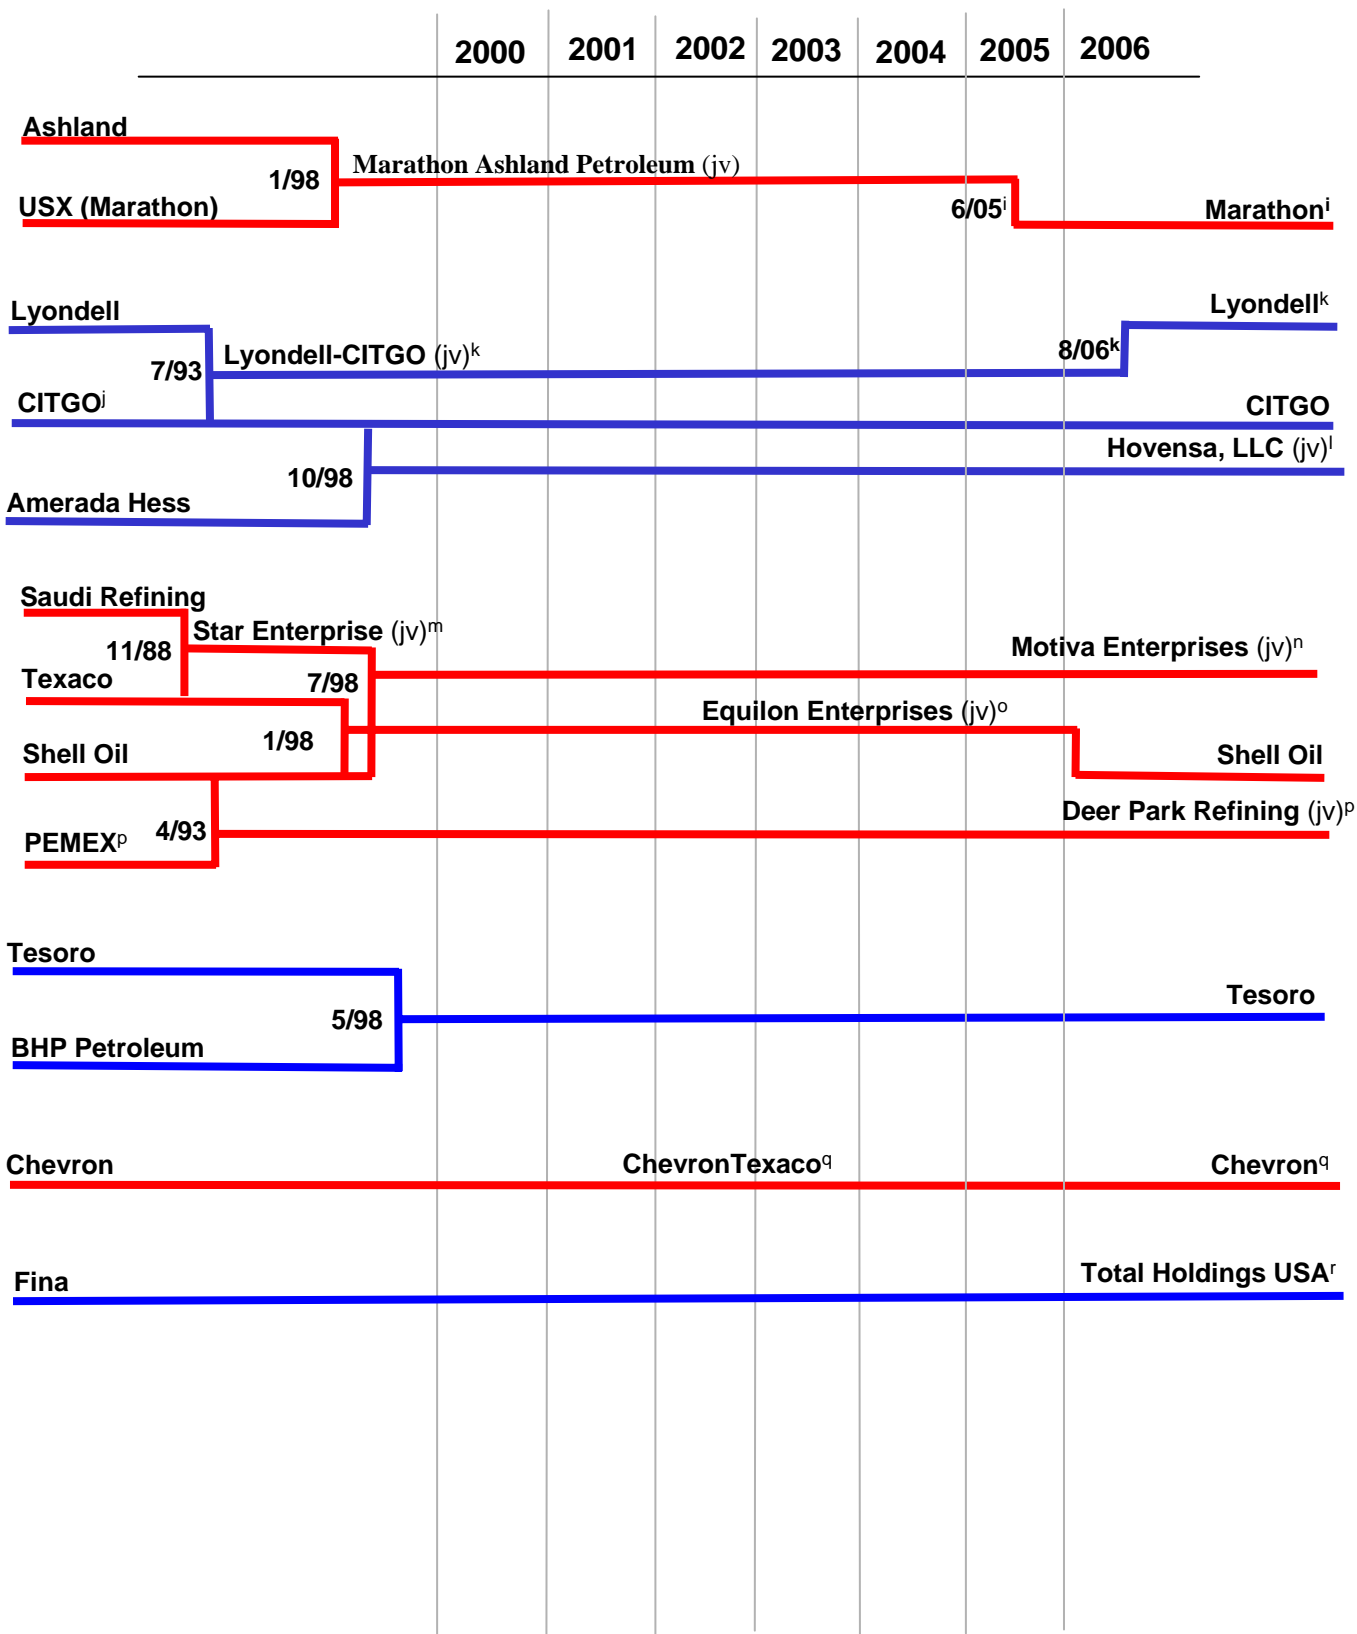 2000 2001 2002 2003 2004 2005 2006
Ashland
1/98
Marathon Ashland Petroleum (jv)
USX (Marathon)
6/05ⁱ
Marathonⁱ
Lyondell
Lyondellᵏ
7/93
Lyondell-CITGO (jv)ᵏ
8/06ᵏ
CITGOʲ
CITGO
Hovensa, LLC (jv)ˡ
10/98
Amerada Hess
Saudi Refining
Star Enterprise (jv)ᵐ
11/88
Motiva Enterprises (jv)ⁿ
Texaco
7/98
Equilon Enterprises (jv)ᵒ
1/98
Shell Oil
Shell Oil
Deer Park Refining (jv)ᵖ
4/93
PEMEXᵖ
Tesoro
Tesoro
5/98
BHP Petroleum
Chevron
ChevronTexaco𐞥
Chevron𐞥
Fina
Total Holdings USAʳ